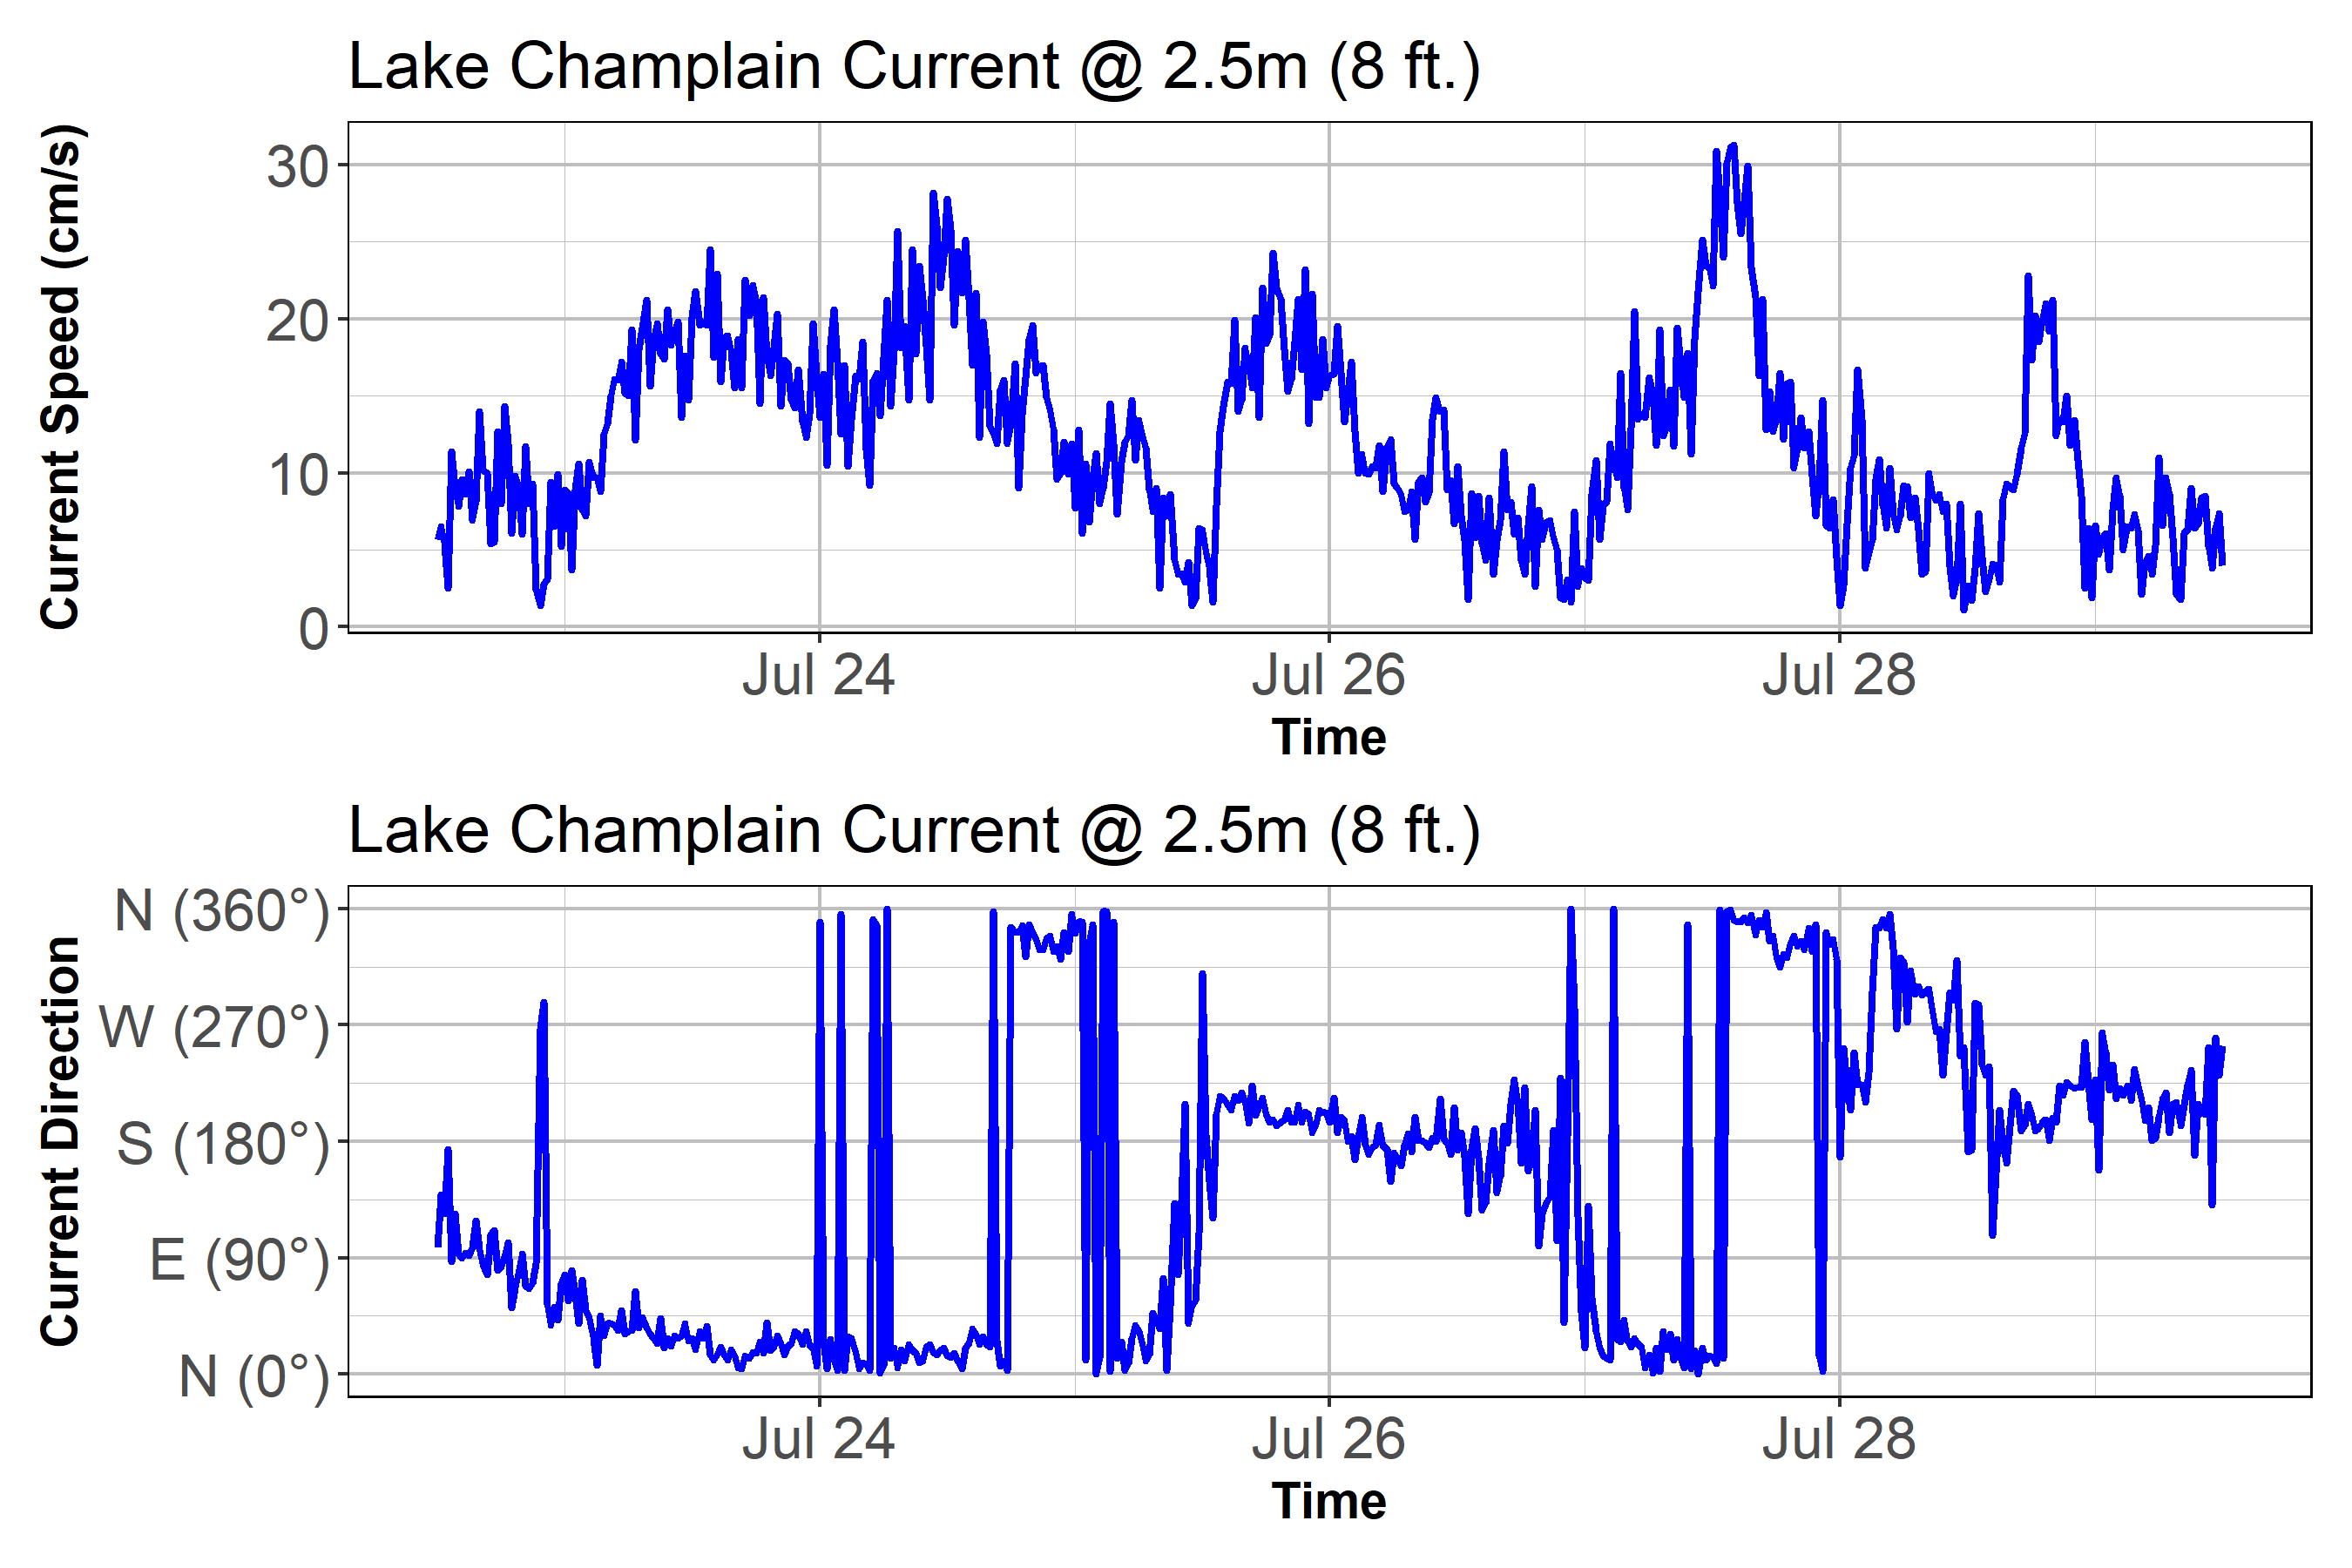 Lake Champlain Current @ 2.5m (8 ft.)
Current Speed (cm/s)
30
20
10
0
Jul 24 Jul 26 Jul 28
Time
Lake Champlain Current @ 2.5m (8 ft.)
Current Direction
N (360°)
W (270°)
S (180°)
E (90°)
N (0°)
Jul 24 Jul 26 Jul 28
Time